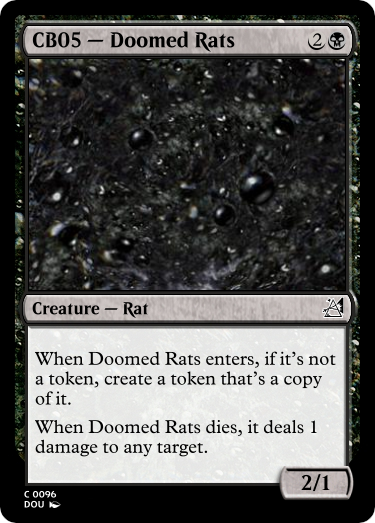 CB05 — Doomed Rats 2
Creature — Rat
When Doomed Rats enters, if it's not
a token, create a token that's a copy
of it.
When Doomed Rats dies, it deals 1
damage to any target.
2/1
C 0096
DOU